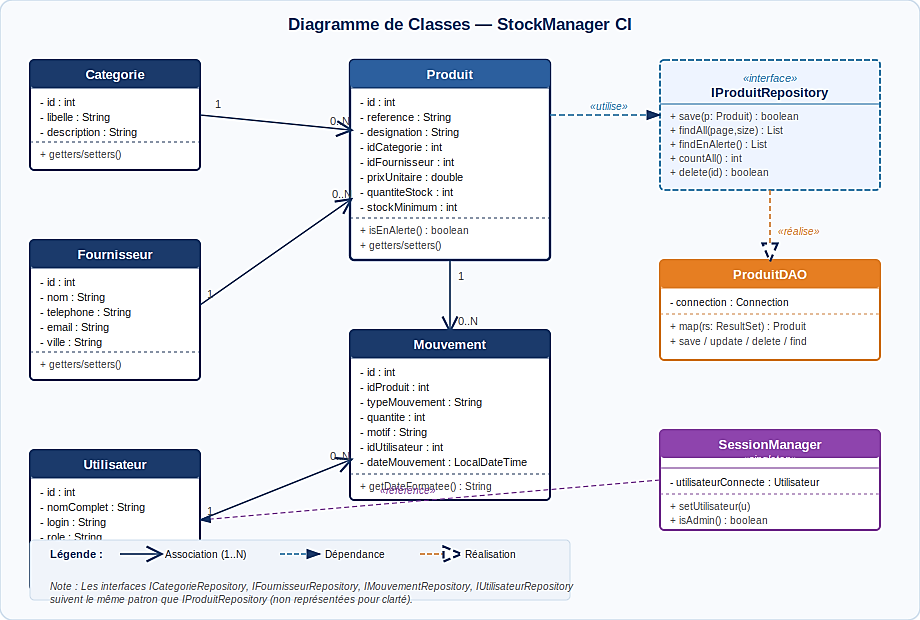 Diagramme de Classes — StockManager CI
Categorie
- id : int
- libelle : String
- description : String
+ getters/setters()
1
0..N
Produit
- id : int
- reference : String
- designation : String
- idCategorie : int
- idFournisseur : int
- prixUnitaire : double
- quantiteStock : int
- stockMinimum : int
+ isEnAlerte() : boolean
+ getters/setters()
«utilise»
«interface»
IProduitRepository
+ save(p: Produit) : boolean
+ findAll(page,size) : List
+ findEnAlerte() : List
+ countAll() : int
+ delete(id) : boolean
«réalise»
Fournisseur
- id : int
- nom : String
- telephone : String
- email : String
- ville : String
+ getters/setters()
1
0..N
1
0..N
ProduitDAO
- connection : Connection
+ map(rs: ResultSet) : Produit
+ save / update / delete / find
Mouvement
- id : int
- idProduit : int
- typeMouvement : String
- quantite : int
- motif : String
- idUtilisateur : int
- dateMouvement : LocalDateTime
+ getDateFormatee() : String
«référence»
SessionManager
- utilisateurConnecte : Utilisateur
+ setUtilisateur(u)
+ isAdmin() : boolean
Utilisateur
- id : int
- nomComplet : String
- login : String
- role : String
1
0..N
Légende :
Association (1..N)
Dépendance
Réalisation
Note : Les interfaces ICategorieRepository, IFournisseurRepository, IMouvementRepository, IUtilisateurRepository
suivent le même patron que IProduitRepository (non représentées pour clarté).